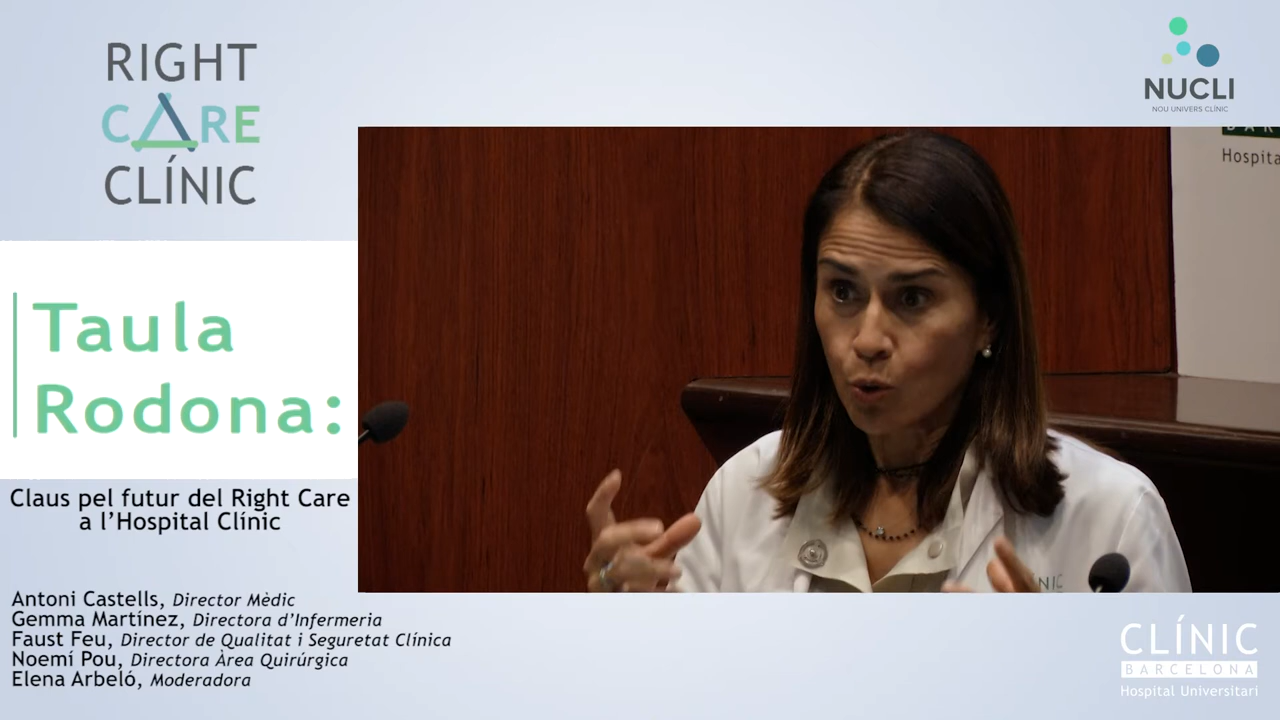 RIGHT
CARE
CLÍNIC
NUCLI
NOU UNIVERS CLÍNIC
Hospita
Taula
Rodona:
Claus pel futur del Right Care
a l’Hospital Clínic
NIC
Antoni Castells, Director Mèdic
Gemma Martínez, Directora d’Infermeria
Faust Feu, Director de Qualitat i Seguretat Clínica
Noemí Pou, Directora Àrea Quirúrgica
Elena Arbeló, Moderadora
CLÍNIC
BARCELONA
Hospital Universitari